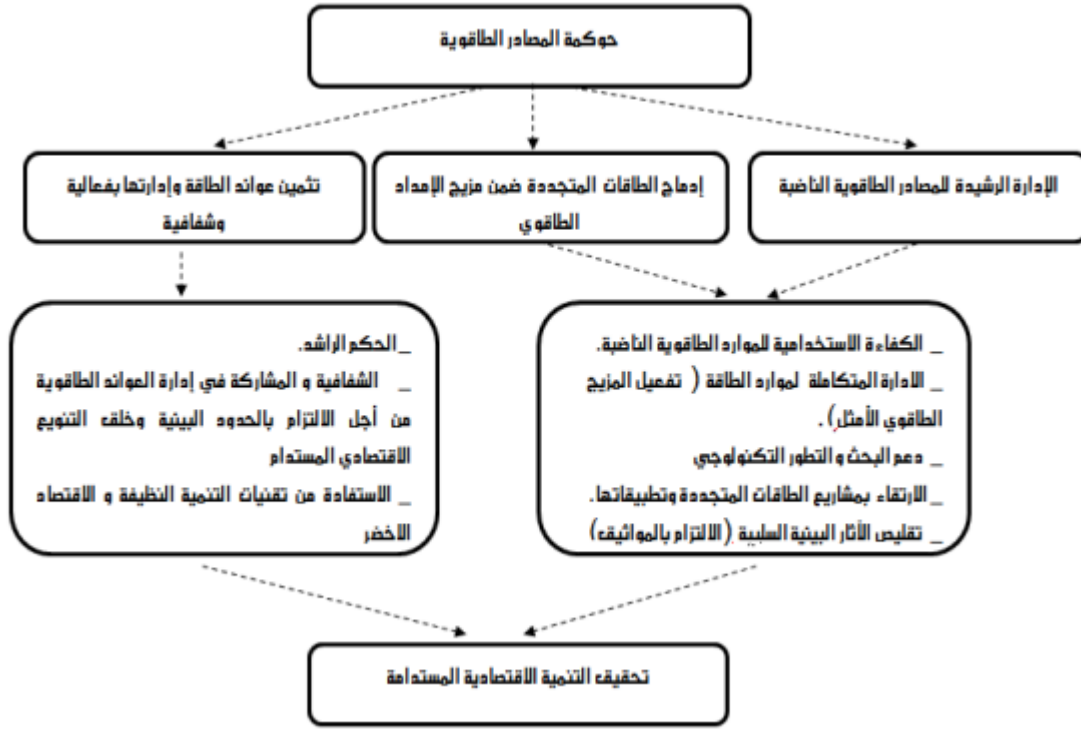 حوكمة المصادر الطاقوية
الإدارة الرشيدة للمصادر الطاقوية الناضبة
إدماج الطاقات المتجددة ضمن مزيج الإمداد
الطاقوي
تثمين عوائد الطاقة وإدارتها بفعالية
وشفافية
_ الكفاءة الاستخدامية للموارد الطاقوية الناضبة.
_ الادارة المتكاملة لموارد الطاقة ( تفعيل المزيج
الطاقوي الأمثل) .
_ دعم البحث و التطور التكنولوجي
_ الارتقاء بمشاريع الطاقات المتجددة وتطبيقاتها.
_ تقليص الأثار البيئية السلبية (الالتزام بالمواثيق)
_ الحكم الراشد.
_ الشفافية و المشاركة في إدارة العوائد الطاقوية
من أجل الالتزام بالحدود البيئية وخلق التنويع
الاقتصادي المستدام
_ الاستفادة من تقنيات التنمية النظيفة و الاقتصاد
الاخضر
تحقيق التنمية الاقتصادية المستدامة